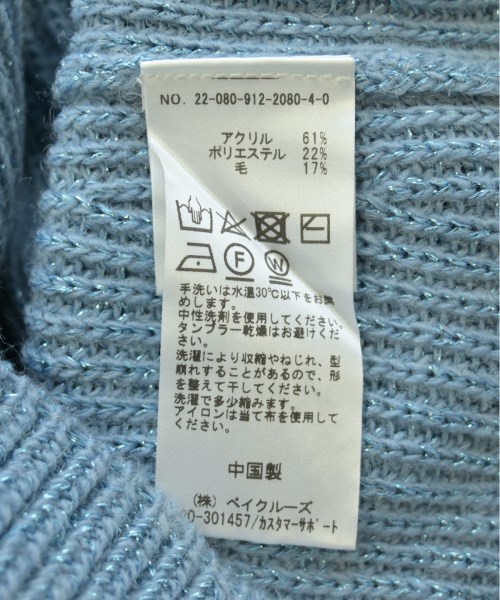 NO. 22-080-912-2080-4-0
アクリル 61%
ポリエステル 22%
毛 17%
F
W
手洗いは水温30℃以下をお奨
めします。
中性洗剤を使用してください。
タンブラー乾燥はお避けくだ
さい。
洗濯により収縮やねじれ、型
崩れすることがあるので、形
を整えて干してください。
洗濯で多少縮みます。
アイロンは当て布を使用して
ください。
中国製
(株) ベイクルーズ
0-301457/カスタマーサポート